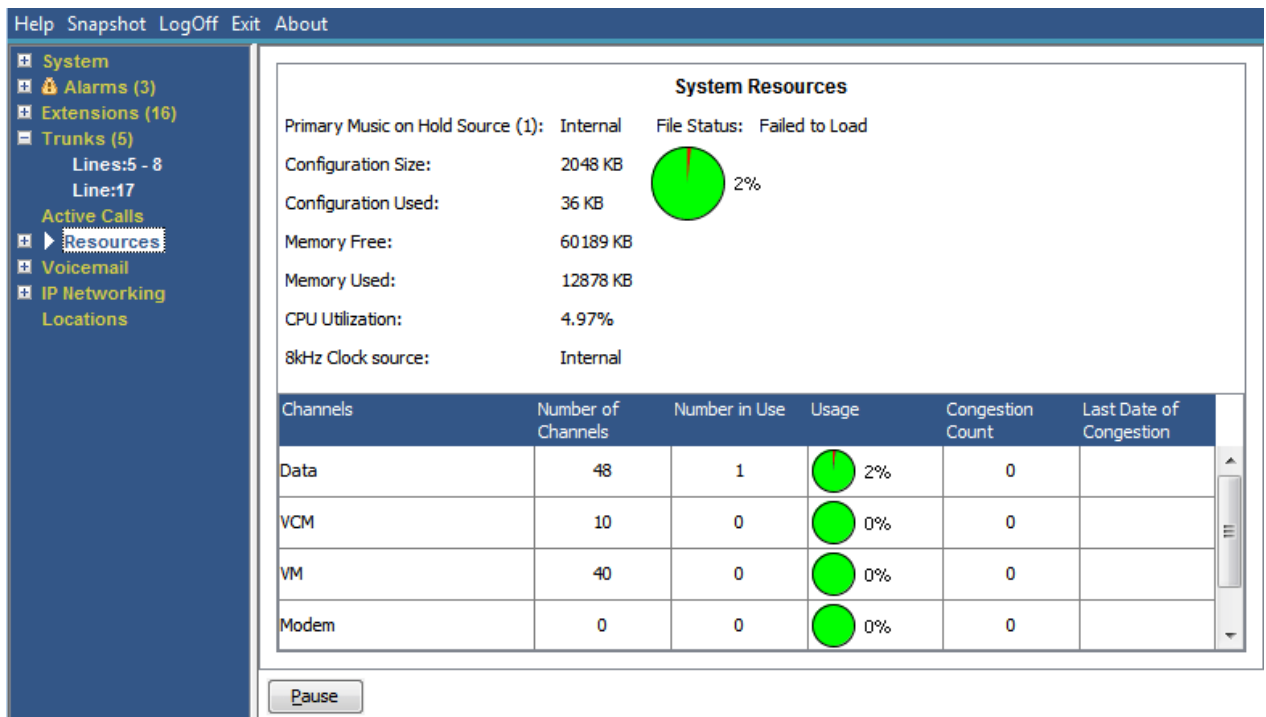 Help Snapshot LogOff Exit About
System
Alarms (3)
Extensions (16)
Trunks (5)
Lines:5 - 8
Line:17
Active Calls
Resources
Voicemail
IP Networking
Locations
System Resources
Primary Music on Hold Source (1): Internal File Status: Failed to Load
Configuration Size: 2048 KB
2%
Configuration Used: 36 KB
Memory Free: 60189 KB
Memory Used: 12878 KB
CPU Utilization: 4.97%
8kHz Clock source: Internal
Channels Number of Channels Number in Use Usage Congestion Count Last Date of Congestion
Data 48 1 2% 0
VCM 10 0 0% 0
VM 40 0 0% 0
Modem 0 0 0% 0
Pause